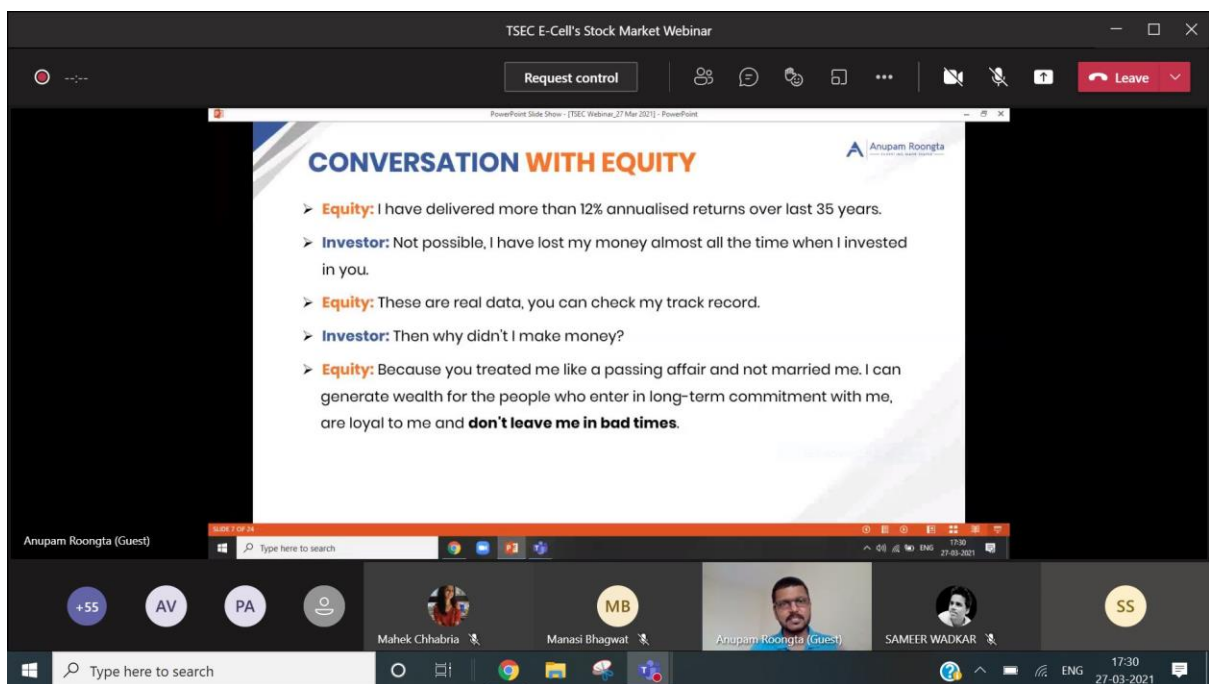 TSEC E-Cell's Stock Market Webinar
--:--
Request control
Leave
PowerPoint Slide Show - [TSEC Webinar_27 Mar 2021] - PowerPoint
CONVERSATION WITH EQUITY
Anupam Roongta
➢ Equity: I have delivered more than 12% annualised returns over last 35 years.
➢ Investor: Not possible, I have lost my money almost all the time when I invested
in you.
➢ Equity: These are real data, you can check my track record.
➢ Investor: Then why didn't I make money?
➢ Equity: Because you treated me like a passing affair and not married me. I can
generate wealth for the people who enter in long-term commitment with me,
are loyal to me and don't leave me in bad times.
SLIDE 7 OF 24
Anupam Roongta (Guest)
Type here to search
ENG
17:30
27-03-2021
+55
AV
PA
MB
SS
Mahek Chhabria
Manasi Bhagwat
Anupam Roongta (Guest)
SAMEER WADKAR
Type here to search
ENG
17:30
27-03-2021